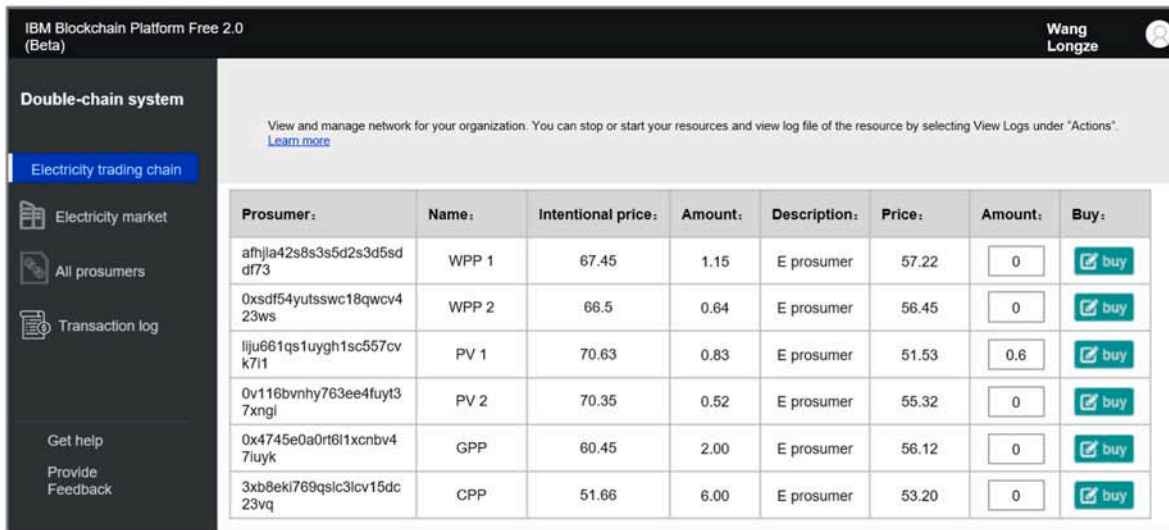 IBM Blockchain Platform Free 2.0
(Beta)
Wang
Longze
Double-chain system
Electricity trading chain
Electricity market
All prosumers
Transaction log
Get help
Provide
Feedback
View and manage network for your organization. You can stop or start your resources and view log file of the resource by selecting View Logs under "Actions".
Learn more
Prosumer: Name: Intentional price: Amount: Description: Price: Amount: Buy:
afhjla42s8s3s5d2s3d5sd
df73 WPP 1 67.45 1.15 E prosumer 57.22 0 buy
0xsdf54yutsswc18qwcv4
23ws WPP 2 66.5 0.64 E prosumer 56.45 0 buy
liju661qs1uygh1sc557cv
k7i1 PV 1 70.63 0.83 E prosumer 51.53 0.6 buy
0v116bvnhy763ee4fuyt3
7xngi PV 2 70.35 0.52 E prosumer 55.32 0 buy
0x4745e0a0rt6l1xcnbv4
7iuyk GPP 60.45 2.00 E prosumer 56.12 0 buy
3xb8eki769qslc3lcv15dc
23vq CPP 51.66 6.00 E prosumer 53.20 0 buy